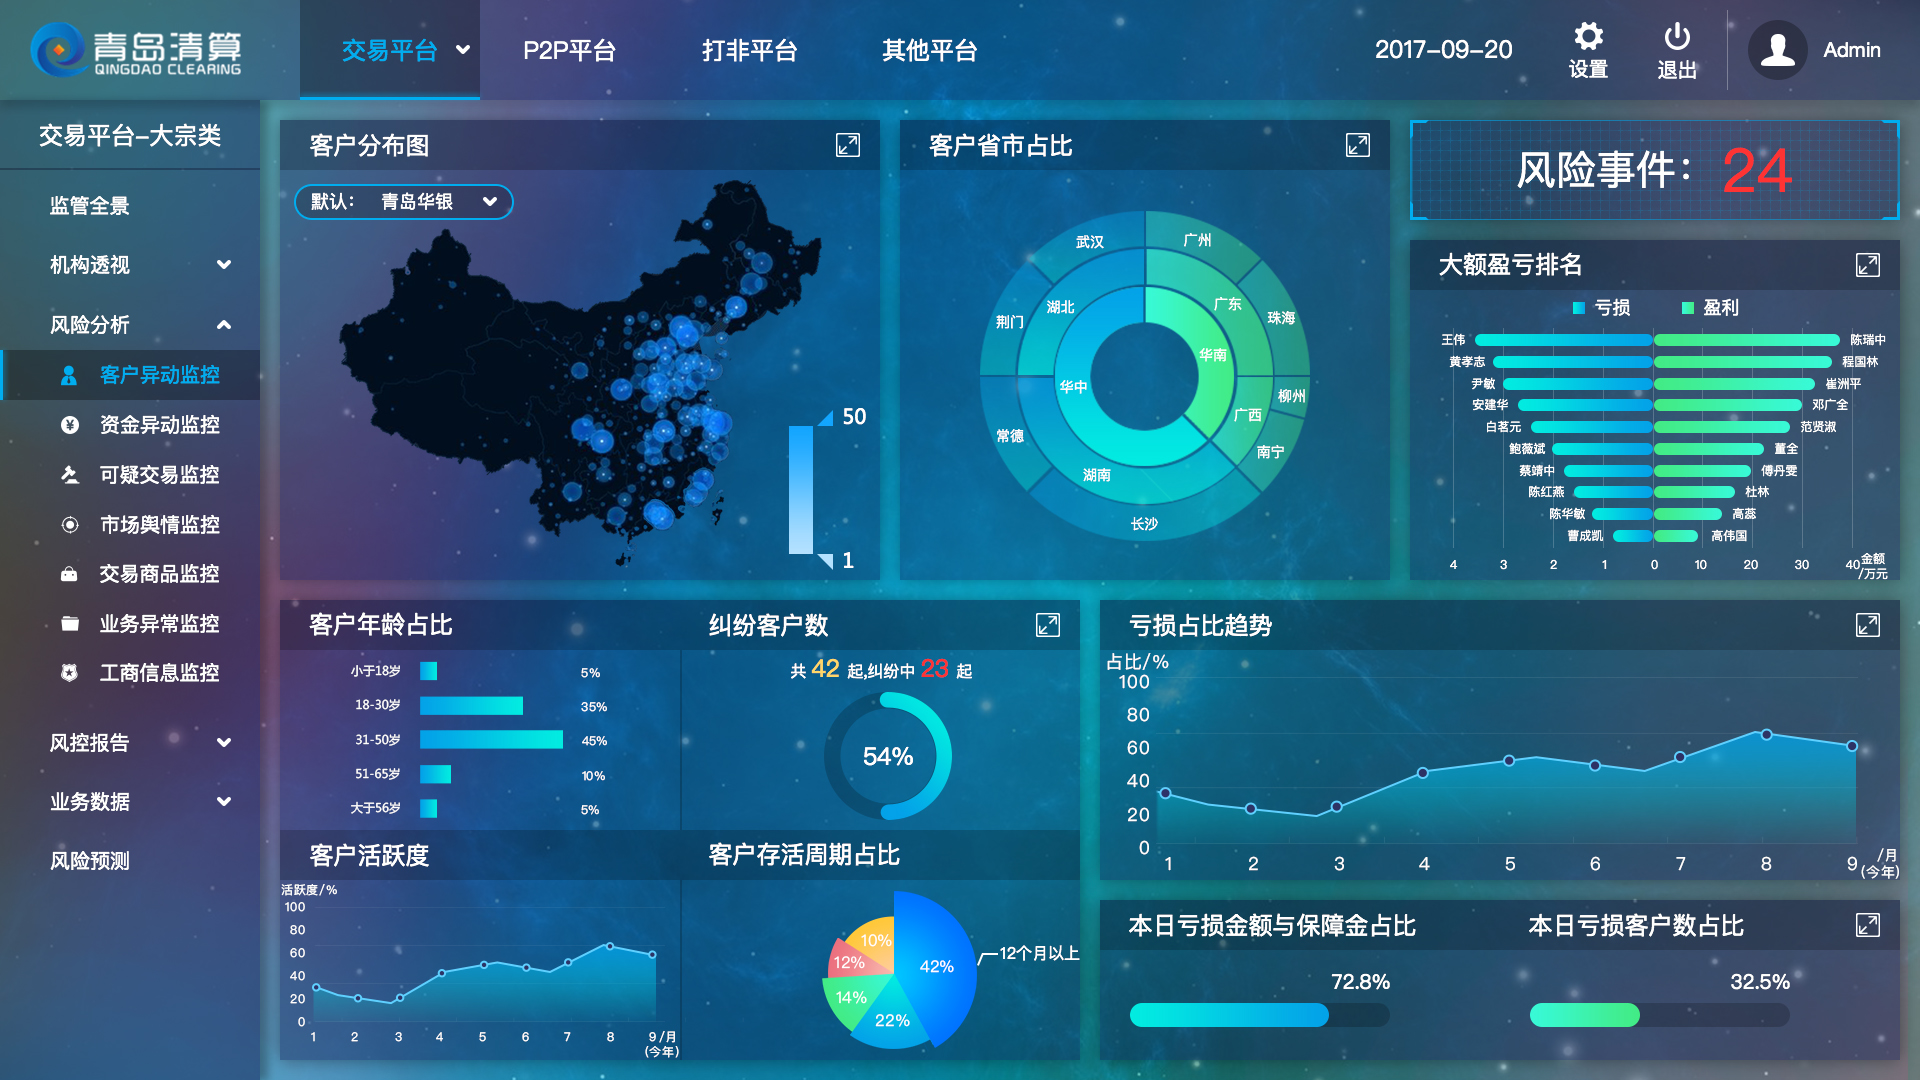 青岛清算
QINGDAO CLEARING
交易平台
P2P平台
打非平台
其他平台
2017-09-20
设置
退出
Admin
交易平台-大宗类
监管全景
机构透视
风险分析
客户异动监控
资金异动监控
可疑交易监控
市场舆情监控
交易商品监控
业务异常监控
工商信息监控
风控报告
业务数据
风险预测
客户分布图
默认: 青岛华银
50
1
客户省市占比
武汉
广州
荆门
湖北
广东
珠海
华南
华中
柳州
广西
常德
南宁
湖南
长沙
风险事件: 24
大额盈亏排名
亏损 盈利
王伟 陈瑞中
黄孝志 程国林
尹敏 崔洲平
安建华 邓广全
白茗元 范贤淑
鲍薇斌 董全
蔡靖中 傅丹雯
陈红燕 杜林
陈华敏 高蕊
曹成凯 高伟国
4 3 2 1 0 10 20 30 40 金额
/万元
客户年龄占比
小于18岁 5%
18-30岁 35%
31-50岁 45%
51-65岁 10%
大于56岁 5%
纠纷客户数
共 42 起,纠纷中 23 起
54%
客户活跃度
活跃度/%
100
80
60
40
20
0
1 2 3 4 5 6 7 8 9 /月
(今年)
客户存活周期占比
10%
12%
42%
12个月以上
14%
22%
亏损占比趋势
占比/%
100
80
60
40
20
0
1 2 3 4 5 6 7 8 9 /月
(今年)
本日亏损金额与保障金占比
72.8%
本日亏损客户数占比
32.5%